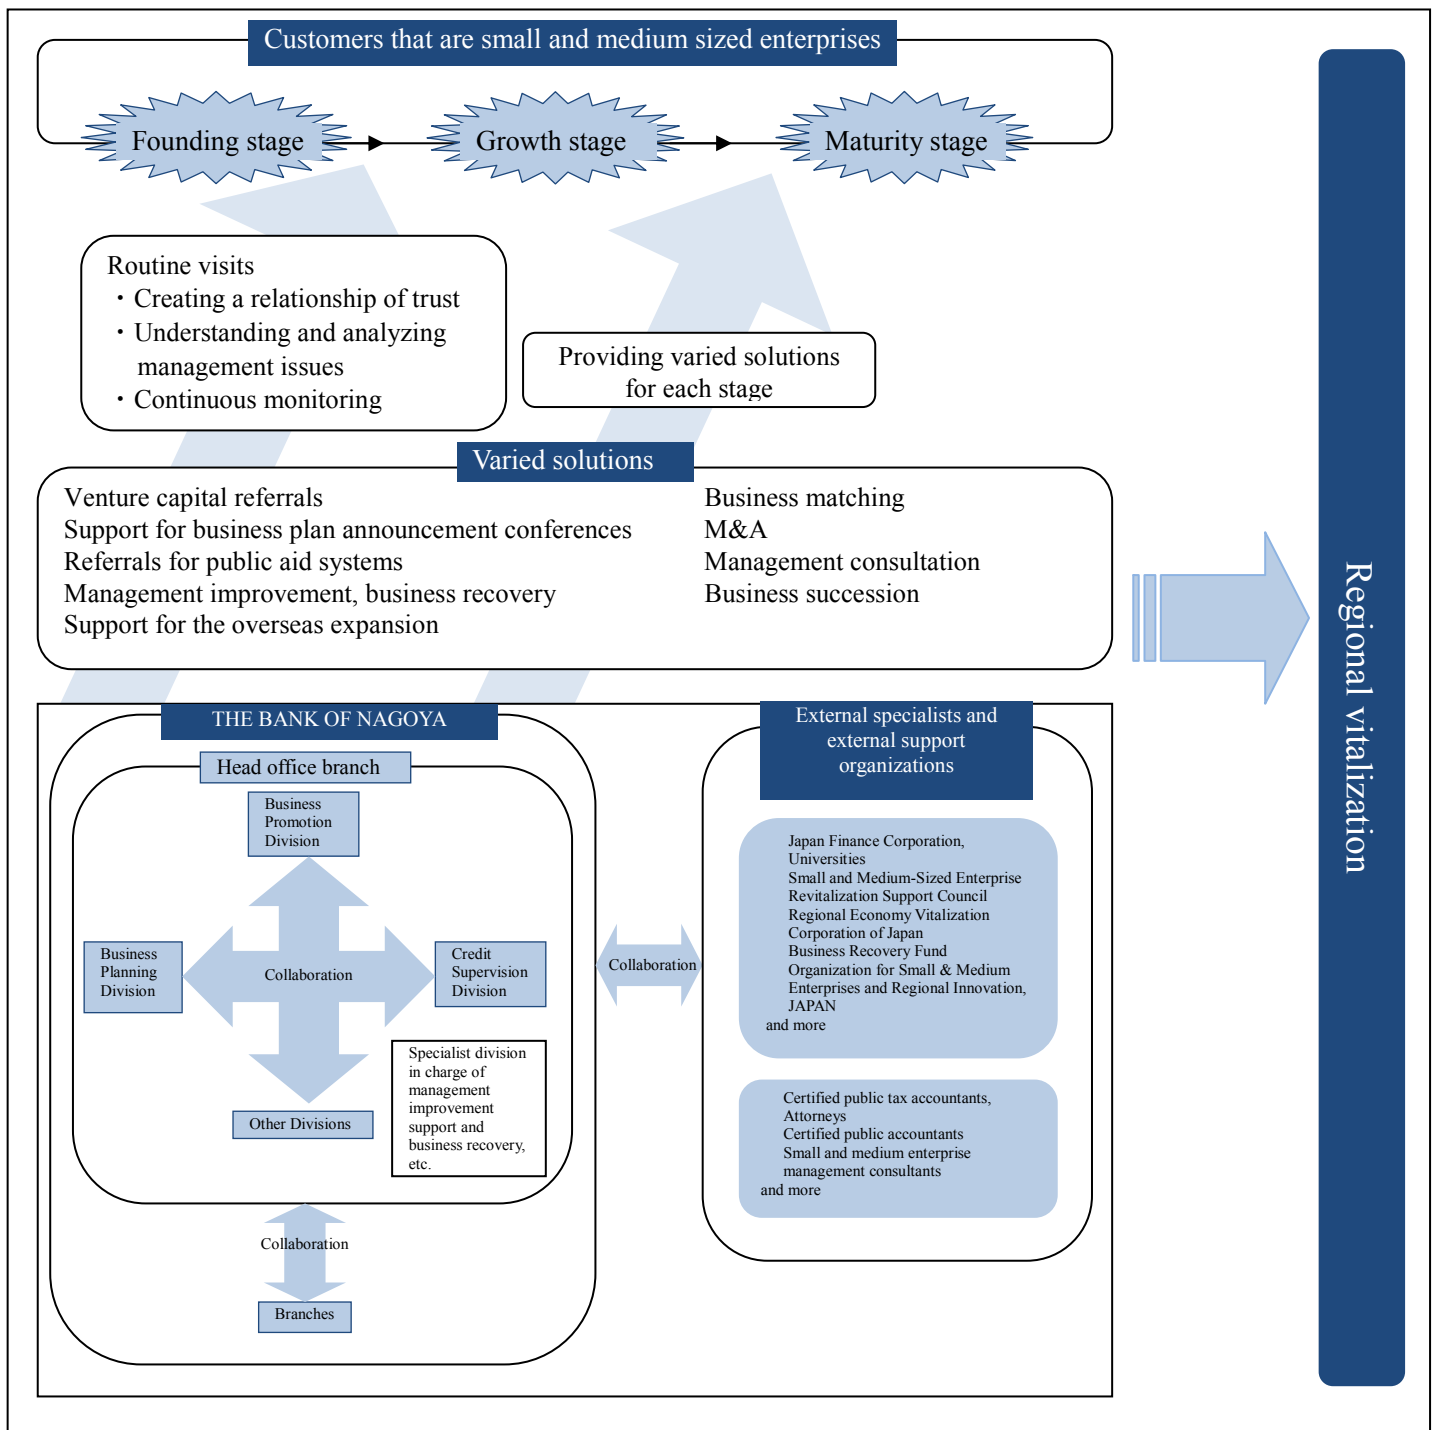 Customers that are small and medium sized enterprises
Founding stage
Growth stage
Maturity stage
Routine visits
・Creating a relationship of trust
・Understanding and analyzing
management issues
・Continuous monitoring
Providing varied solutions
for each stage
Varied solutions
Venture capital referrals
Support for business plan announcement conferences
Referrals for public aid systems
Management improvement, business recovery
Support for the overseas expansion
Business matching
M&A
Management consultation
Business succession
Regional vitalization
THE BANK OF NAGOYA
Head office branch
Business
Promotion
Division
Business
Planning
Division
Collaboration
Credit
Supervision
Division
Other Divisions
Specialist division
in charge of
management
improvement
support and
business recovery,
etc.
Collaboration
Branches
Collaboration
External specialists and
external support
organizations
Japan Finance Corporation,
Universities
Small and Medium-Sized Enterprise
Revitalization Support Council
Regional Economy Vitalization
Corporation of Japan
Business Recovery Fund
Organization for Small & Medium
Enterprises and Regional Innovation,
JAPAN
and more
Certified public tax accountants,
Attorneys
Certified public accountants
Small and medium enterprise
management consultants
and more